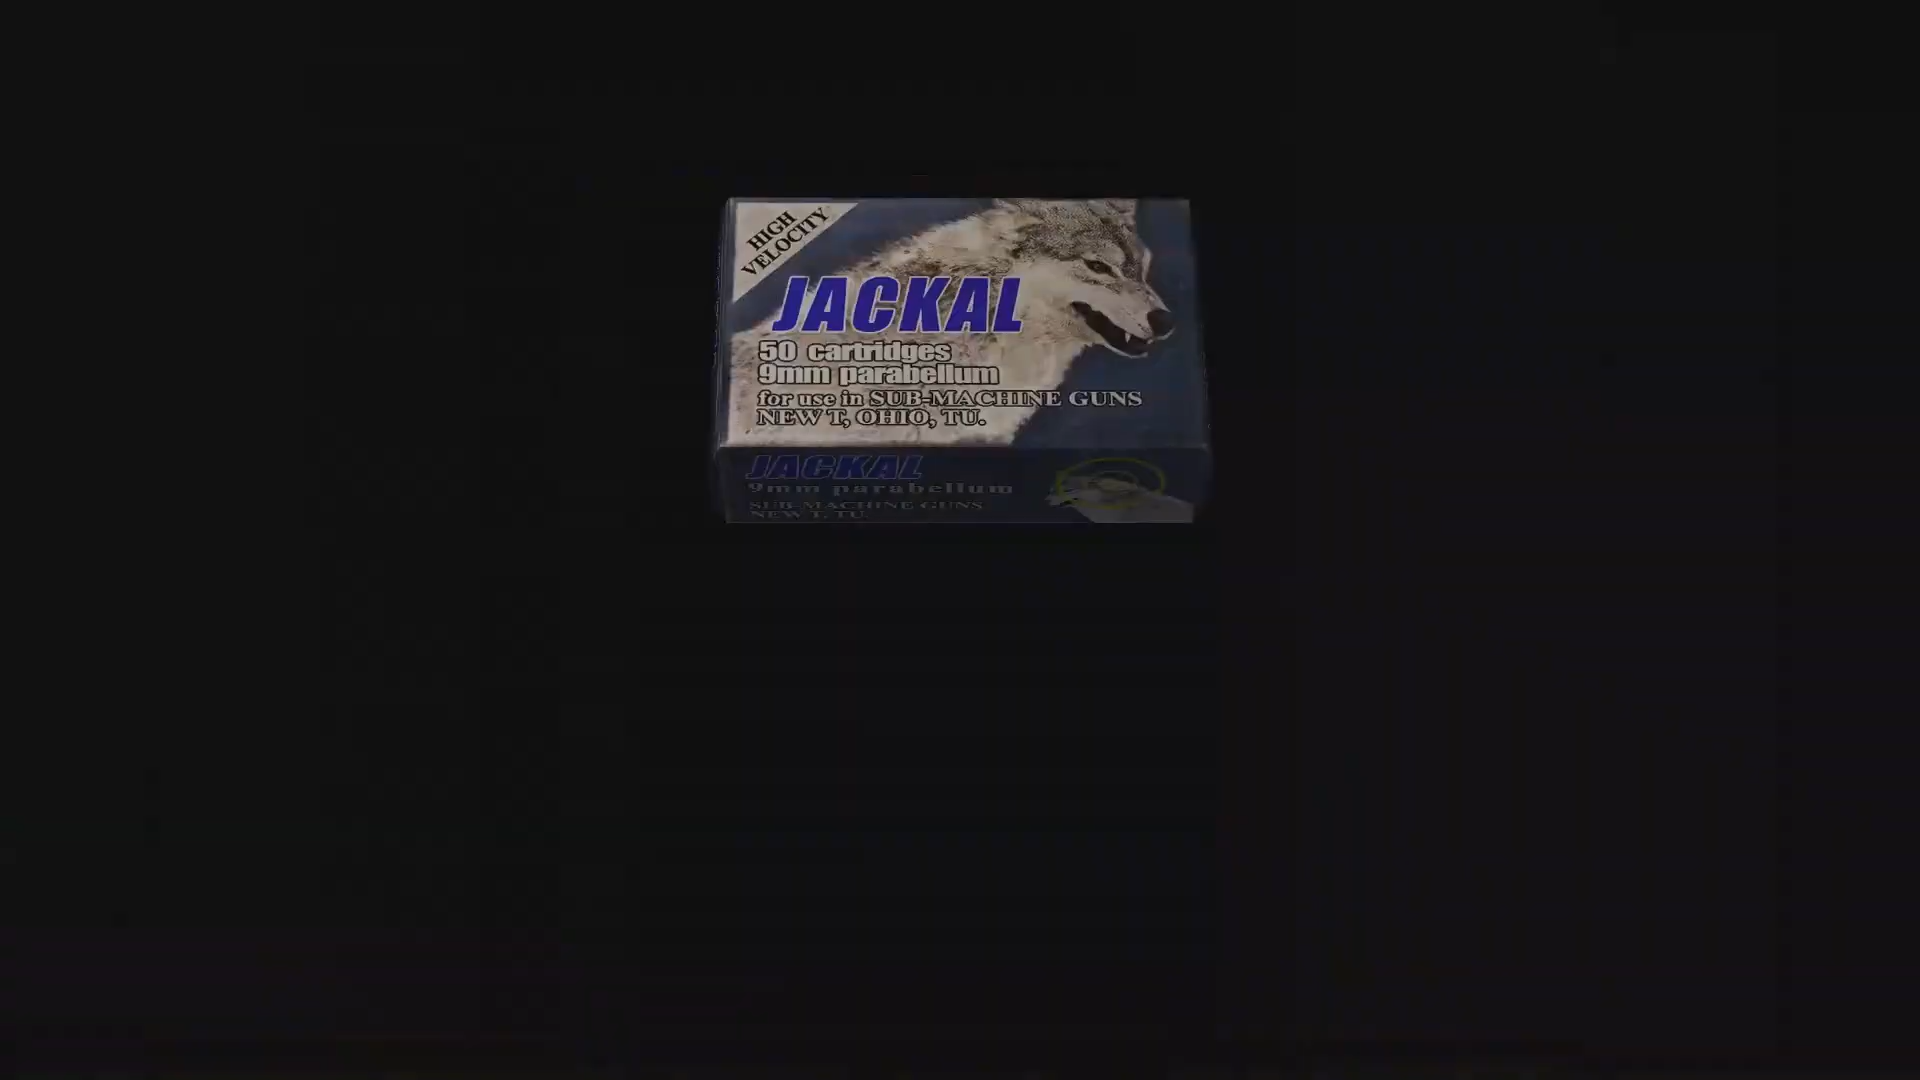 HIGH
VELOCITY
JACKAL
50 cartridges
9mm parabellum
for use in SUB-MACHINE GUNS
NEW T, OHIO, TU.
JACKAL
9mm parabellum
SUB-MACHINE GUNS
NEW T. TU.